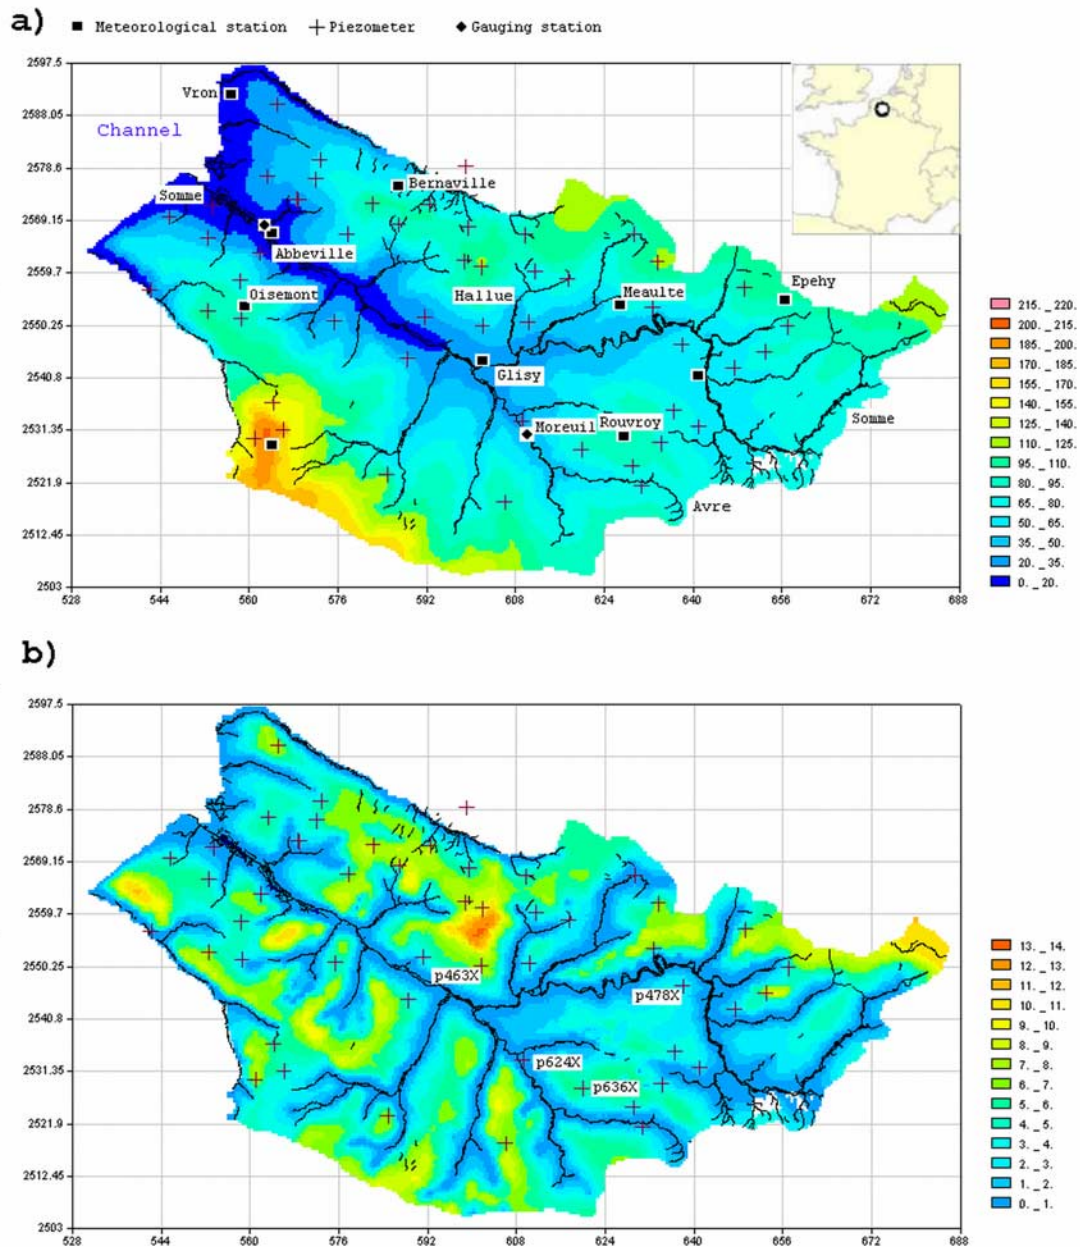 a)
Meteorological station
Piezometer
Gauging station
2597.5
Vron
2588.05
Channel
2578.6
Bernaville
Somme
2569.15
Abbeville
2559.7
Epehy
Oisemont
Hallue
Meaulte
2550.25
Glisy
2540.8
Somme
2531.35
Moreuil
Rouvroy
2521.9
Avre
2512.45
2503
528 544 560 576 592 608 624 640 656 672 688
215. _ 220.
200. _ 215.
185. _ 200.
170. _ 185.
155. _ 170.
140. _ 155.
125. _ 140.
110. _ 125.
95. _ 110.
80. _ 95.
65. _ 80.
50. _ 65.
35. _ 50.
20. _ 35.
0. _ 20.
b)
2597.5
2588.05
2578.6
2569.15
2559.7
2550.25
p463X
p478X
2540.8
p624X
2531.35
p636X
2521.9
2512.45
2503
528 544 560 576 592 608 624 640 656 672 688
13. _ 14.
12. _ 13.
11. _ 12.
10. _ 11.
9. _ 10.
8. _ 9.
7. _ 8.
6. _ 7.
5. _ 6.
4. _ 5.
3. _ 4.
2. _ 3.
1. _ 2.
0. _ 1.